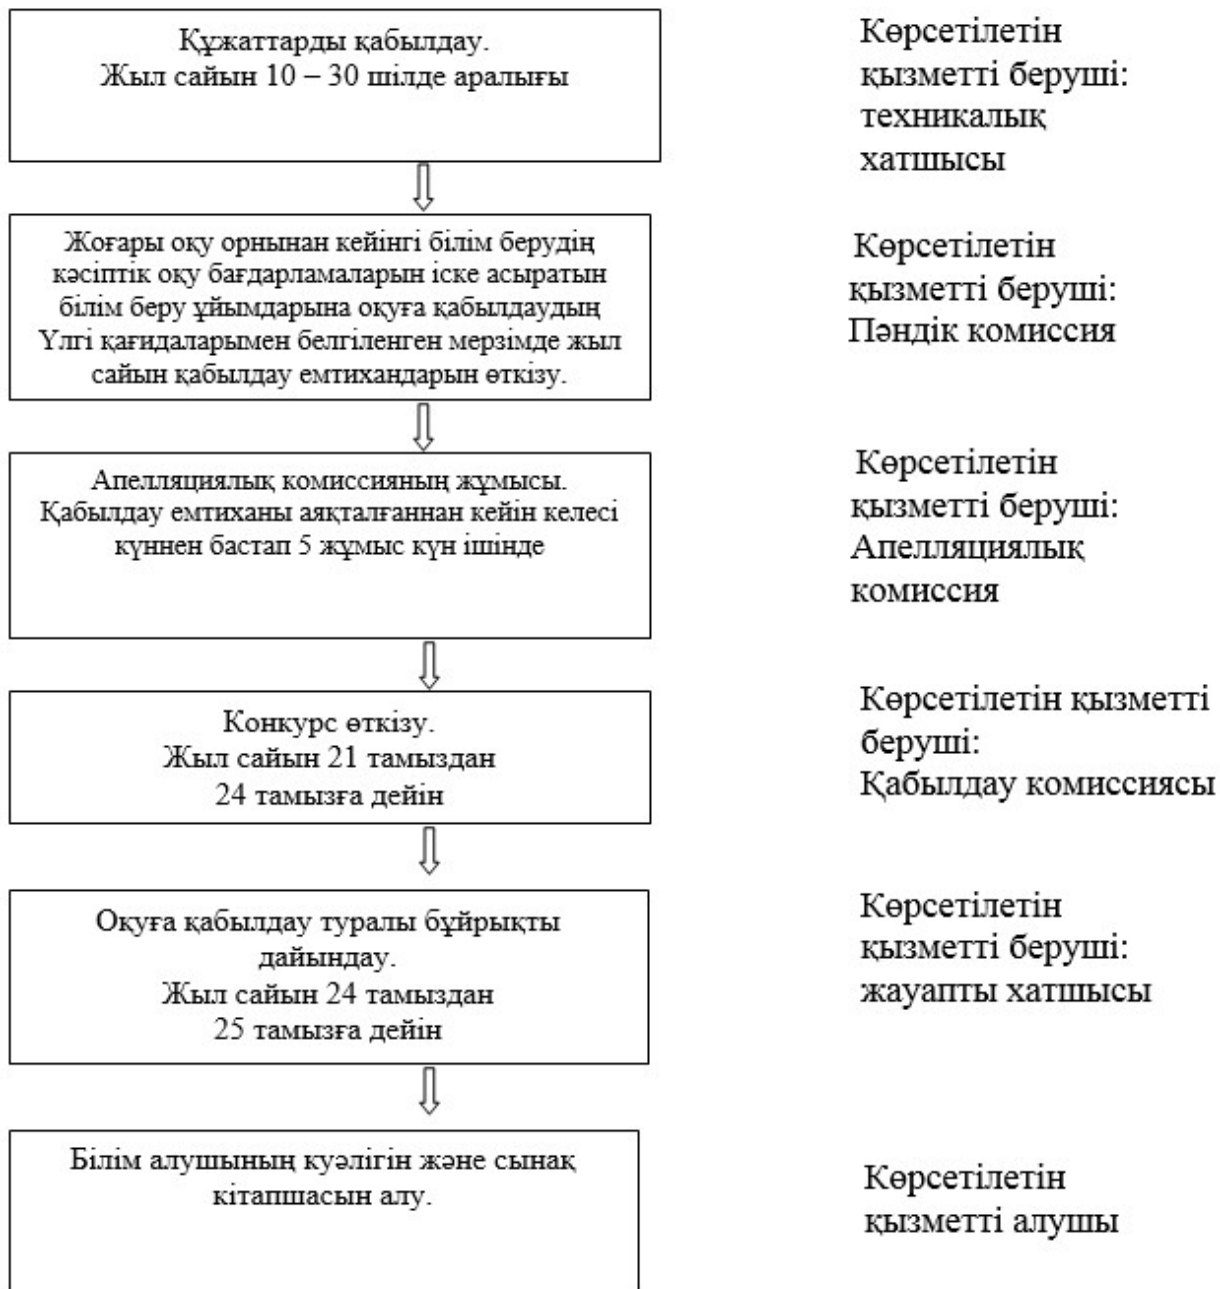 Құжаттарды қабылдау.
Жыл сайын 10 – 30 шілде аралығы
Көрсетілетін
қызметті беруші:
техникалық
хатшысы
Жоғары оқу орнынан кейінгі білім берудің
кәсіптік оқу бағдарламаларын іске асыратын
білім беру ұйымдарына оқуға қабылдаудың
Үлгі қағидаларымен белгіленген мерзімде жыл
сайын қабылдау емтихандарын өткізу.
Көрсетілетін
қызметті беруші:
Пәндік комиссия
Апелляциялық комиссияның жұмысы.
Қабылдау емтиханы аяқталғаннан кейін келесі
күннен бастап 5 жұмыс күн ішінде
Көрсетілетін
қызметті беруші:
Апелляциялық
комиссия
Конкурс өткізу.
Жыл сайын 21 тамыздан
24 тамызға дейін
Көрсетілетін қызметті
беруші:
Қабылдау комиссиясы
Оқуға қабылдау туралы бұйрықты
дайындау.
Жыл сайын 24 тамыздан
25 тамызға дейін
Көрсетілетін
қызметті беруші:
жауапты хатшысы
Білім алушының куәлігін және сынақ
кітапшасын алу.
Көрсетілетін
қызметті алушы